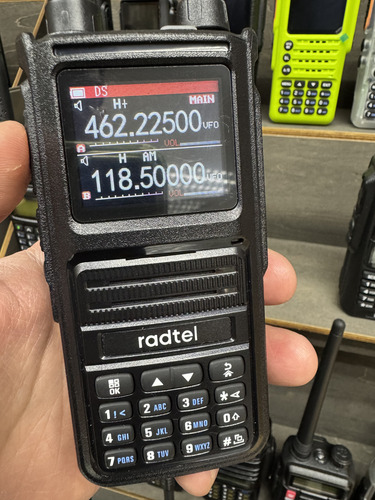 DS
H+ MAIN
462.22500 VFO
A VOL
H AM
118.50000 VFO
B VOL
radtel
OK
1 ! <
2 ABC 3 DEF * 
4 GHI 5 JKL 6 MNO 0
7 PQRS 8 TUV 9 WXYZ #